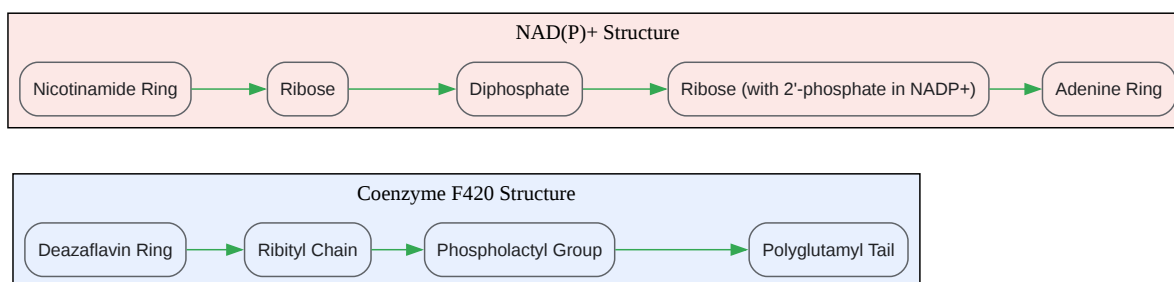 NAD(P)+ Structure
Nicotinamide Ring
Ribose
Diphosphate
Ribose (with 2'-phosphate in NADP+)
Adenine Ring
Coenzyme F420 Structure
Deazaflavin Ring
Ribityl Chain
Phospholactyl Group
Polyglutamyl Tail